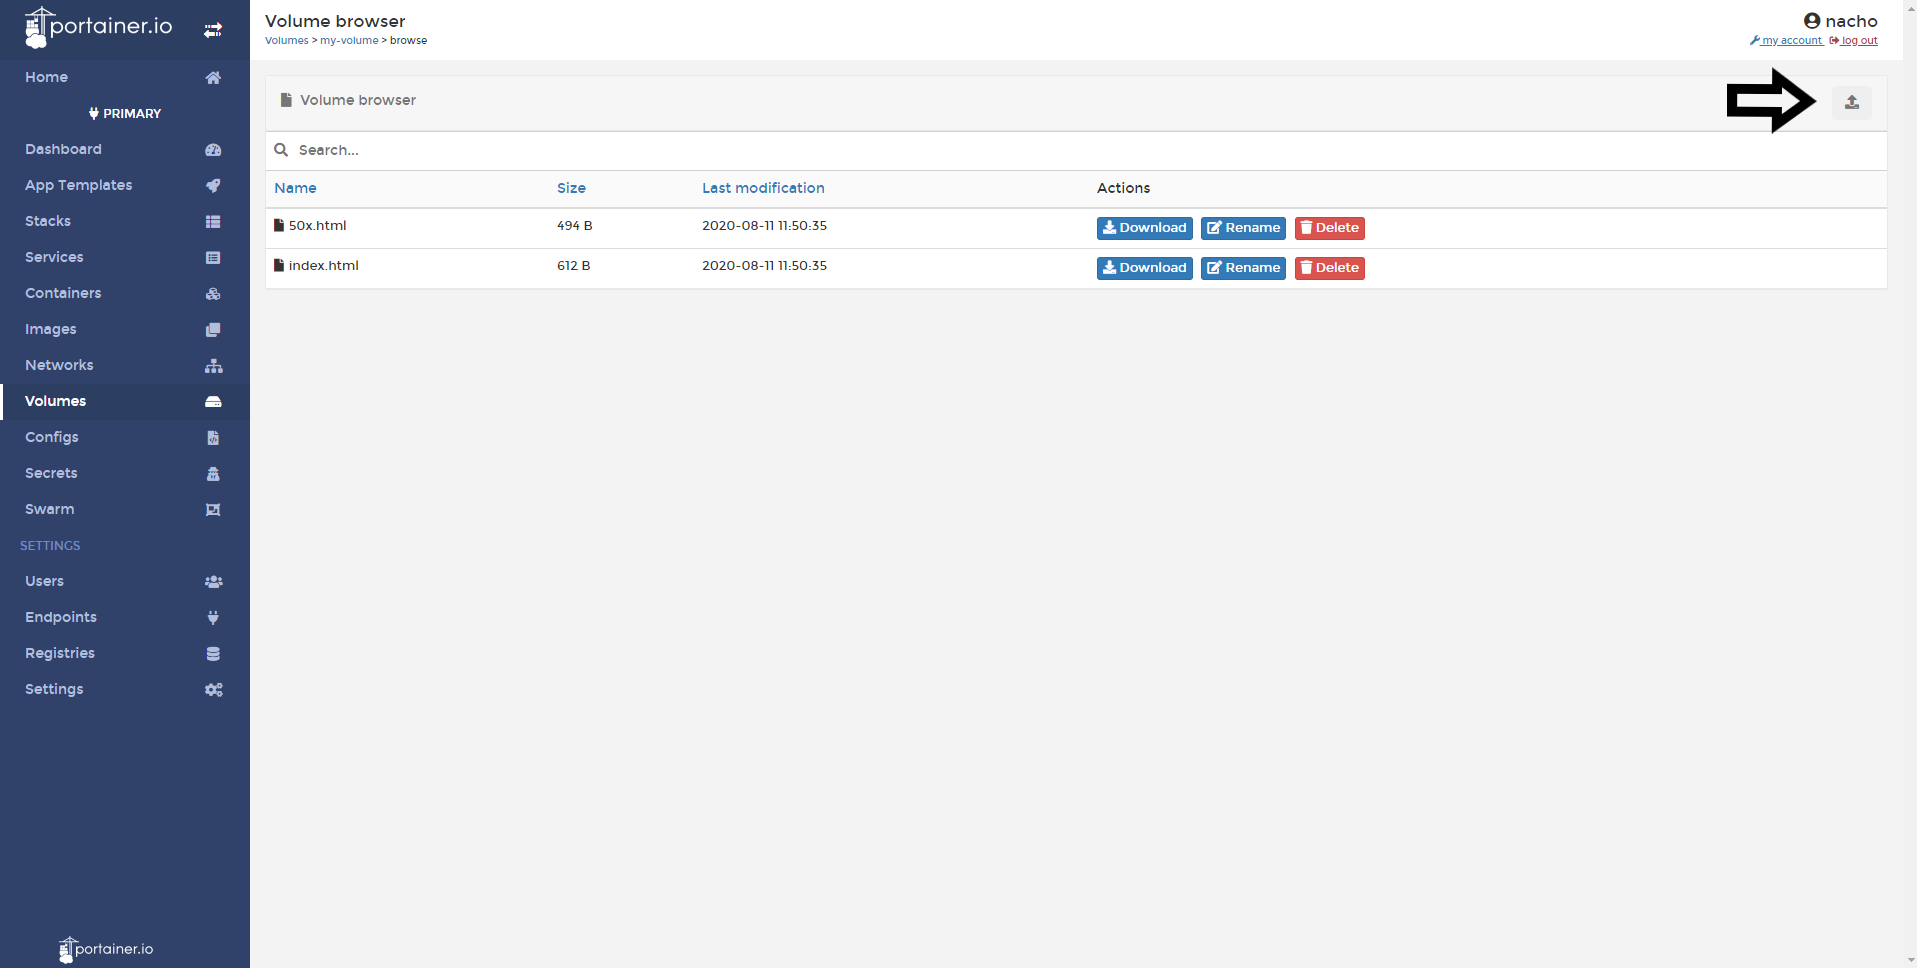 portainer.io
Home
PRIMARY
Dashboard
App Templates
Stacks
Services
Containers
Images
Networks
Volumes
Configs
Secrets
Swarm
SETTINGS
Users
Endpoints
Registries
Settings
portainer.io
Volume browser
Volumes > my-volume > browse
nacho
my account log out
Volume browser
Search...
Name Size Last modification Actions
50x.html 494 B 2020-08-11 11:50:35 Download Rename Delete
index.html 612 B 2020-08-11 11:50:35 Download Rename Delete